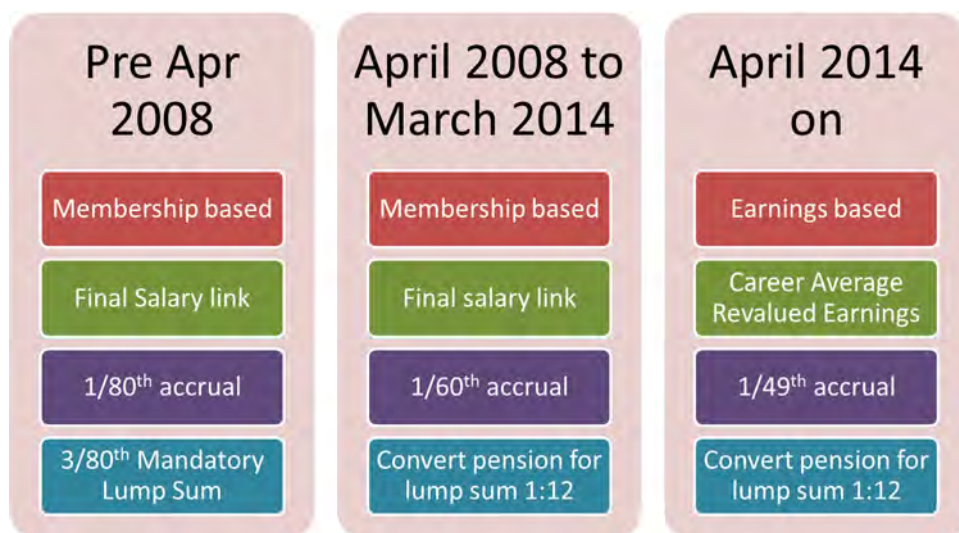 Pre Apr
2008
Membership based
Final Salary link
1/80th accrual
3/80th Mandatory
Lump Sum
April 2008 to
March 2014
Membership based
Final salary link
1/60th accrual
Convert pension for
lump sum 1:12
April 2014
on
Earnings based
Career Average
Revalued Earnings
1/49th accrual
Convert pension for
lump sum 1:12